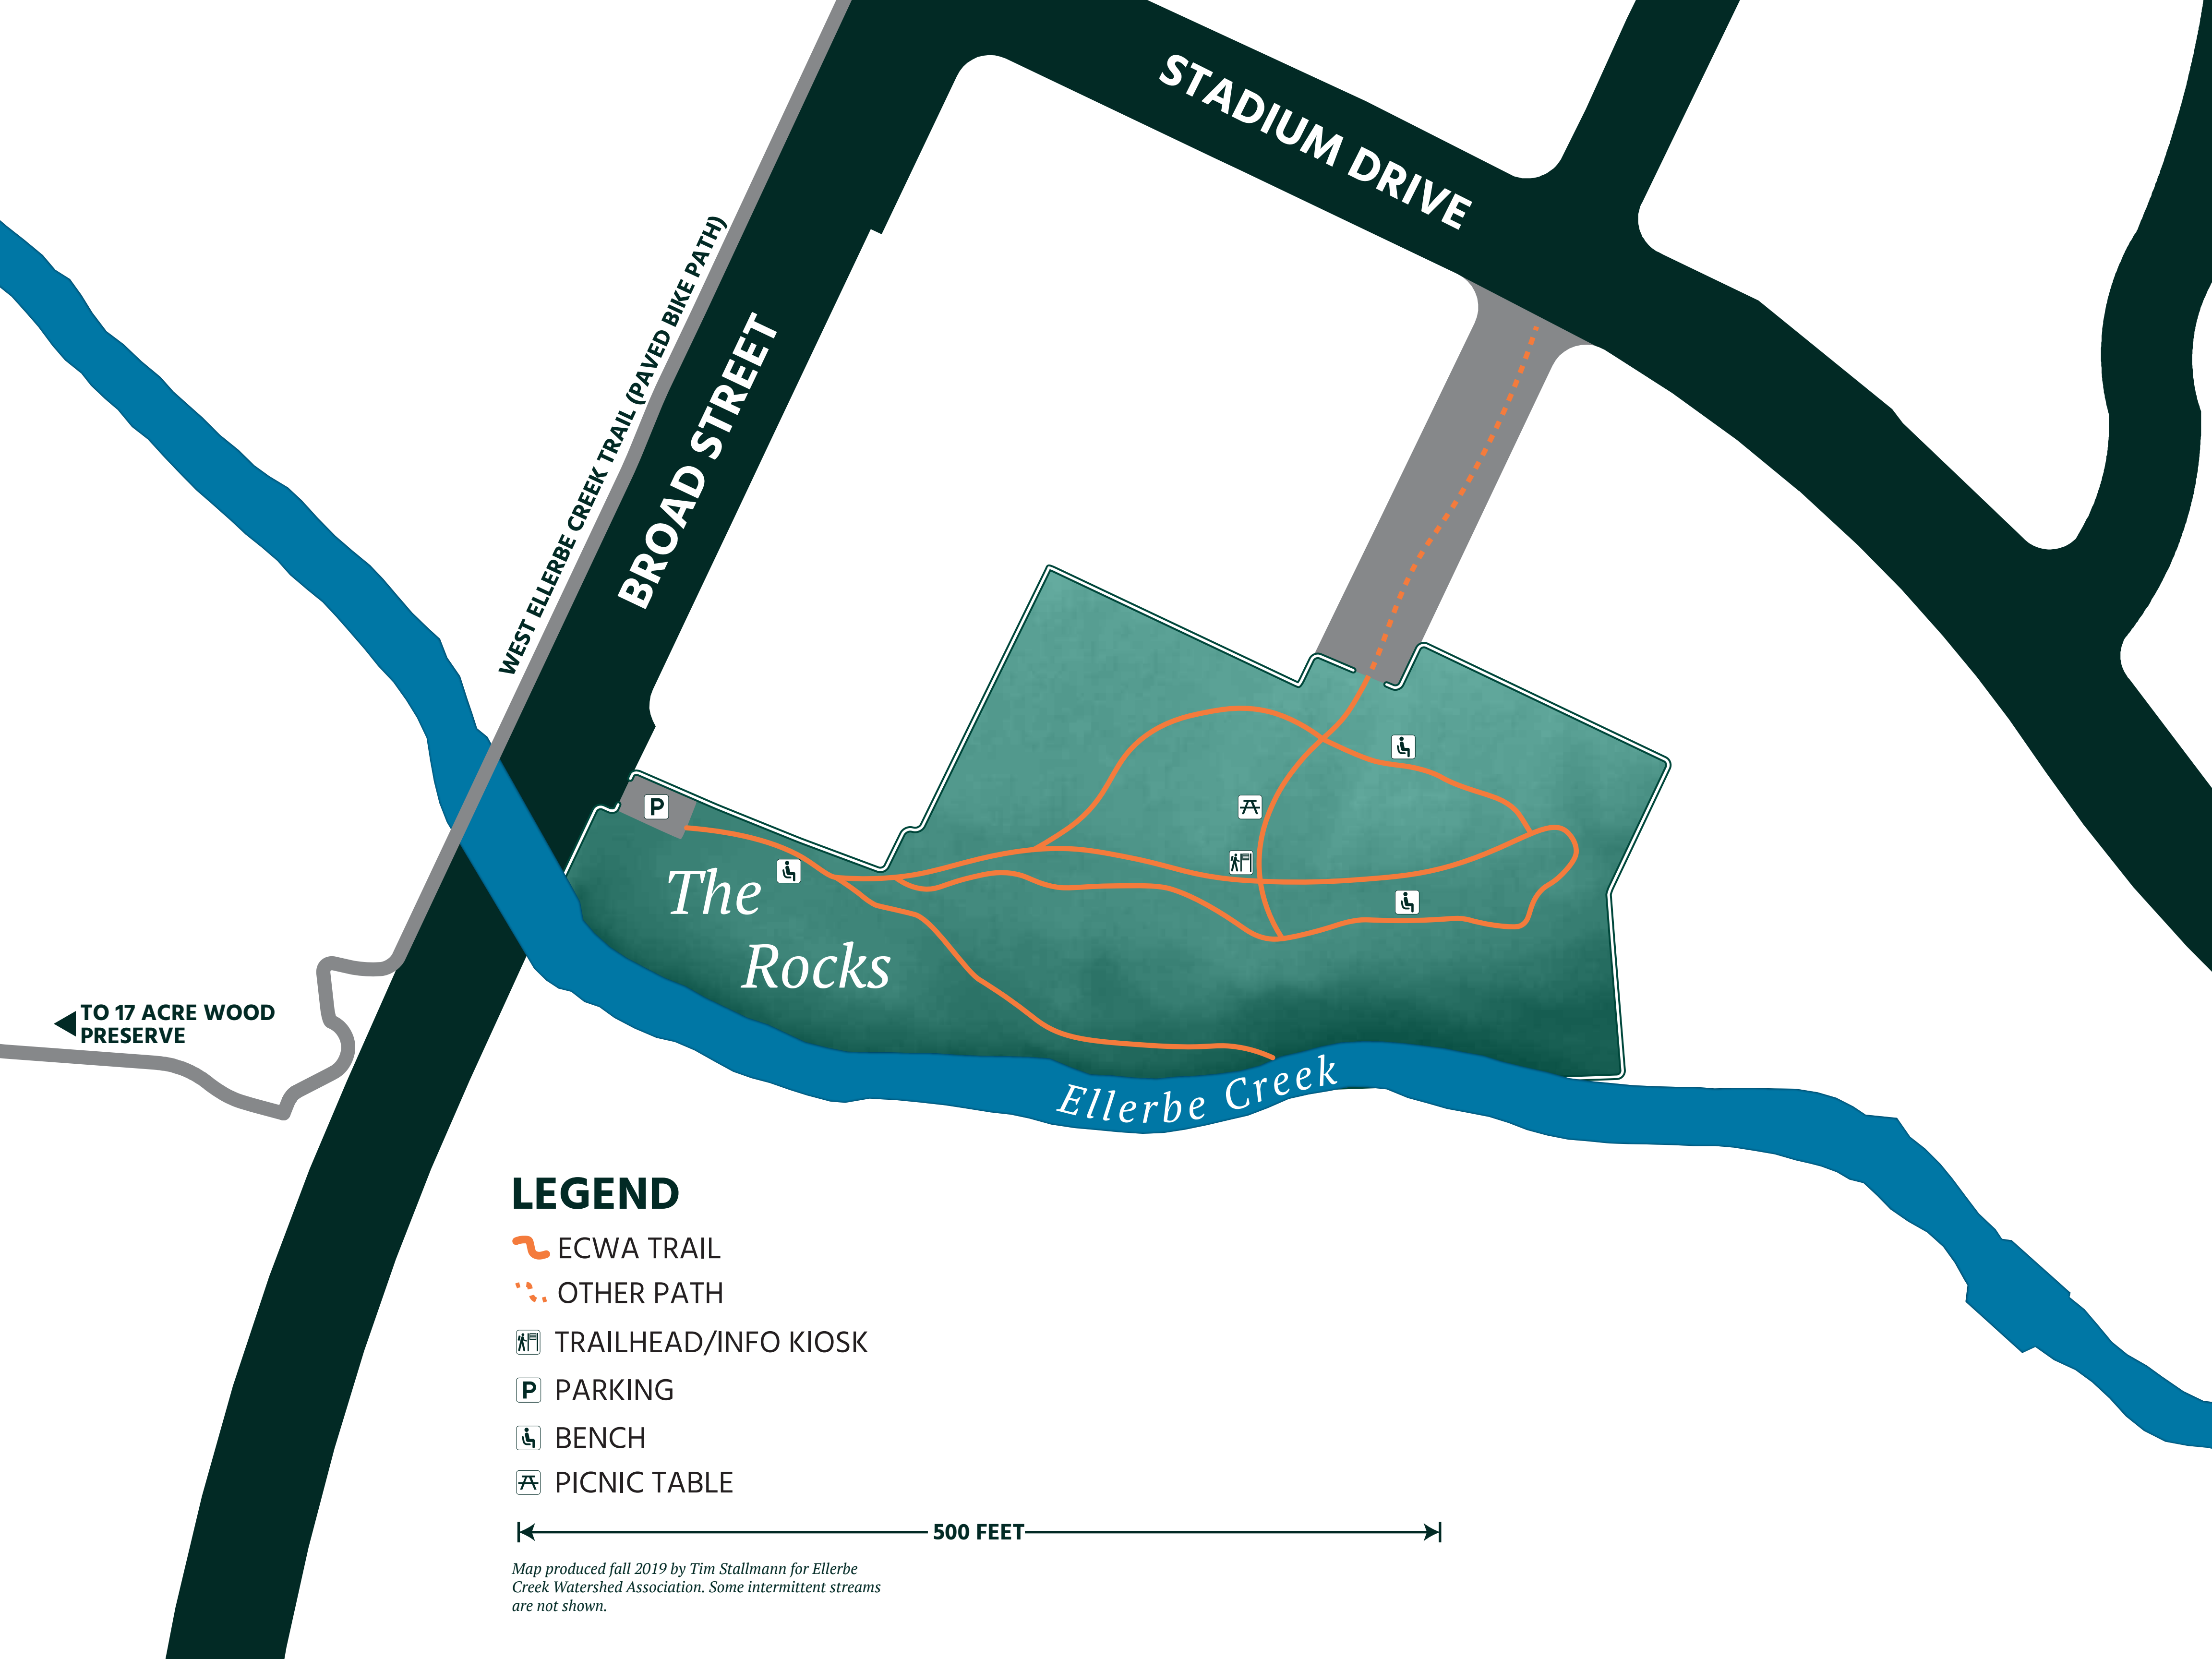 STADIUM DRIVE
WEST ELLERBE CREEK TRAIL (PAVED BIKE PATH)
BROAD STREET
P
The
Rocks
TO 17 ACRE WOOD
PRESERVE
Ellerbe Creek
LEGEND
ECWA TRAIL
OTHER PATH
TRAILHEAD/INFO KIOSK
P PARKING
BENCH
PICNIC TABLE
500 FEET
Map produced fall 2019 by Tim Stallmann for Ellerbe
Creek Watershed Association. Some intermittent streams
are not shown.